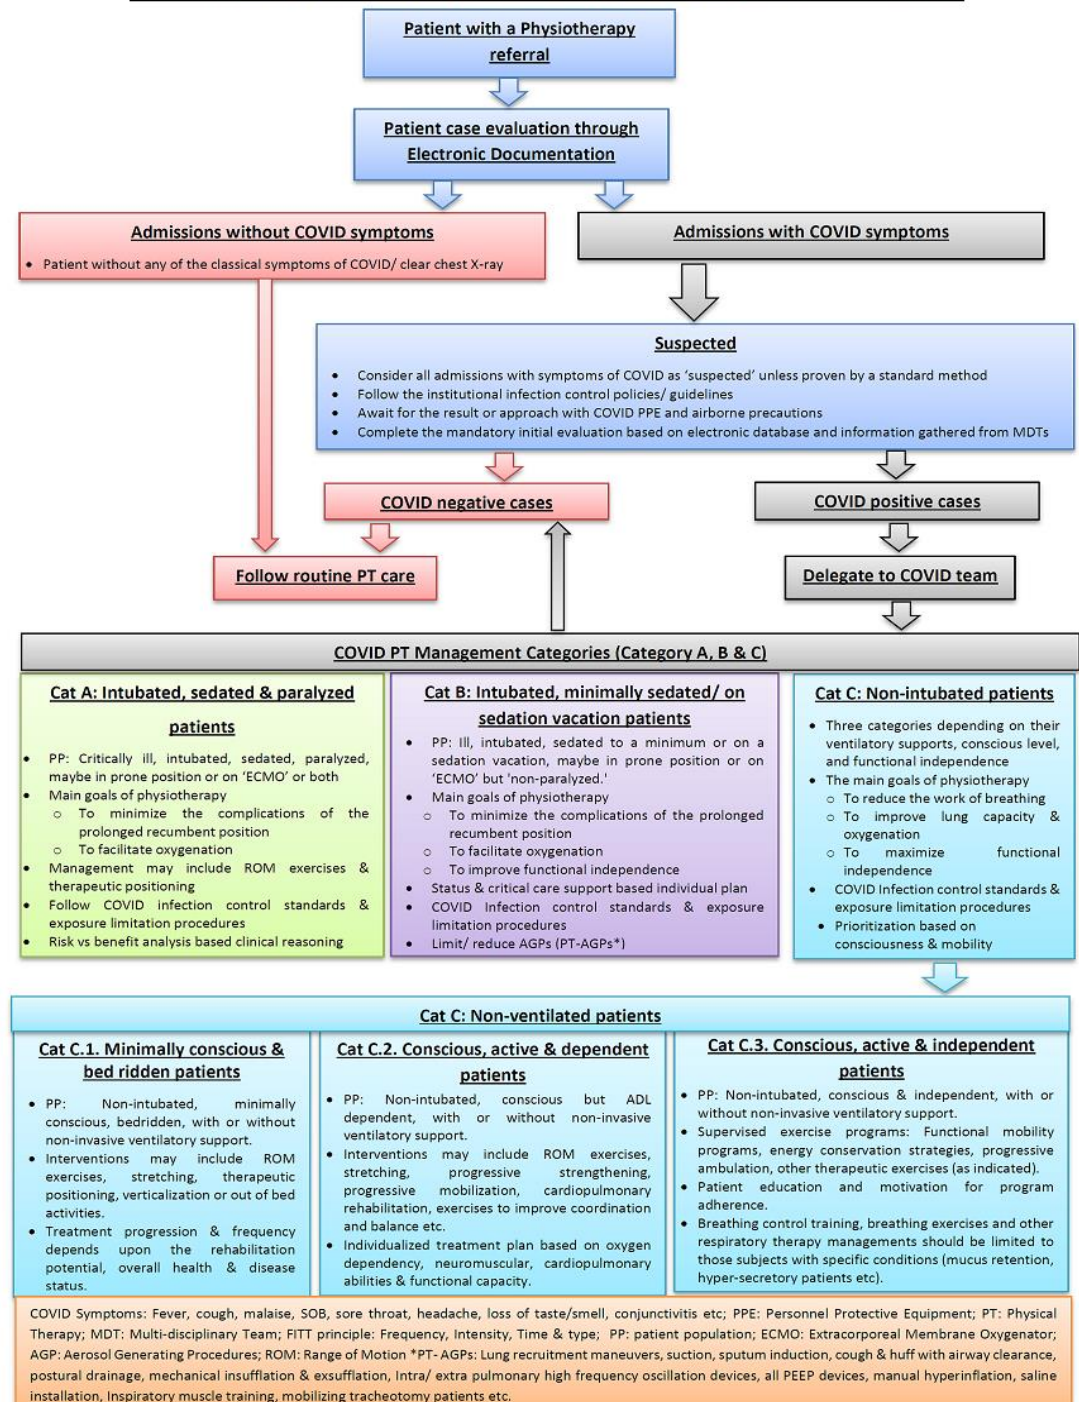 Patient with a Physiotherapy
referral
Patient case evaluation through
Electronic Documentation
Admissions without COVID symptoms
• Patient without any of the classical symptoms of COVID/ clear chest X-ray
Admissions with COVID symptoms
Suspected
• Consider all admissions with symptoms of COVID as ‘suspected’ unless proven by a standard method
• Follow the institutional infection control policies/ guidelines
• Await for the result or approach with COVID PPE and airborne precautions
• Complete the mandatory initial evaluation based on electronic database and information gathered from MDTs
COVID negative cases
COVID positive cases
Follow routine PT care
Delegate to COVID team
COVID PT Management Categories (Category A, B & C)
Cat A: Intubated, sedated & paralyzed
patients
• PP: Critically ill, intubated, sedated, paralyzed,
maybe in prone position or on ‘ECMO’ or both
• Main goals of physiotherapy
o To minimize the complications of the
prolonged recumbent position
o To facilitate oxygenation
• Management may include ROM exercises &
therapeutic positioning
• Follow COVID infection control standards &
exposure limitation procedures
• Risk vs benefit analysis based clinical reasoning
Cat B: Intubated, minimally sedated/ on
sedation vacation patients
• PP: Ill, intubated, sedated to a minimum or on a
sedation vacation, maybe in prone position or on
‘ECMO’ but 'non-paralyzed.'
• Main goals of physiotherapy
o To minimize the complications of the prolonged
recumbent position
o To facilitate oxygenation
o To improve functional independence
• Status & critical care support based individual plan
• COVID Infection control standards & exposure
limitation procedures
• Limit/ reduce AGPs (PT-AGPs*)
Cat C: Non-intubated patients
• Three categories depending on their
ventilatory supports, conscious level,
and functional independence
• The main goals of physiotherapy
o To reduce the work of breathing
o To improve lung capacity &
oxygenation
o To maximize functional
independence
• COVID Infection control standards &
exposure limitation procedures
• Prioritization based on
consciousness & mobility
Cat C: Non-ventilated patients
Cat C.1. Minimally conscious &
bed ridden patients
• PP: Non-intubated, minimally
conscious, bedridden, with or without
non-invasive ventilatory support.
• Interventions may include ROM
exercises, stretching, therapeutic
positioning, verticalization or out of bed
activities.
• Treatment progression & frequency
depends upon the rehabilitation
potential, overall health & disease
status.
Cat C.2. Conscious, active & dependent
patients
• PP: Non-intubated, conscious but ADL
dependent, with or without non-invasive
ventilatory support.
• Interventions may include ROM exercises,
stretching, progressive strengthening,
progressive mobilization, cardiopulmonary
rehabilitation, exercises to improve coordination
and balance etc.
• Individualized treatment plan based on oxygen
dependency, neuromuscular, cardiopulmonary
abilities & functional capacity.
Cat C.3. Conscious, active & independent
patients
• PP: Non-intubated, conscious & independent, with or
without non-invasive ventilatory support.
• Supervised exercise programs: Functional mobility
programs, energy conservation strategies, progressive
ambulation, other therapeutic exercises (as indicated).
• Patient education and motivation for program
adherence.
• Breathing control training, breathing exercises and other
respiratory therapy managements should be limited to
those subjects with specific conditions (mucus retention,
hyper-secretory patients etc).
COVID Symptoms: Fever, cough, malaise, SOB, sore throat, headache, loss of taste/smell, conjunctivitis etc; PPE: Personnel Protective Equipment; PT: Physical
Therapy; MDT: Multi-disciplinary Team; FITT principle: Frequency, Intensity, Time & type; PP: patient population; ECMO: Extracorporeal Membrane Oxygenator;
AGP: Aerosol Generating Procedures; ROM: Range of Motion *PT- AGPs: Lung recruitment maneuvers, suction, sputum induction, cough & huff with airway clearance,
postural drainage, mechanical insufflation & exsufflation, Intra/ extra pulmonary high frequency oscillation devices, all PEEP devices, manual hyperinflation, saline
installation, Inspiratory muscle training, mobilizing tracheotomy patients etc.